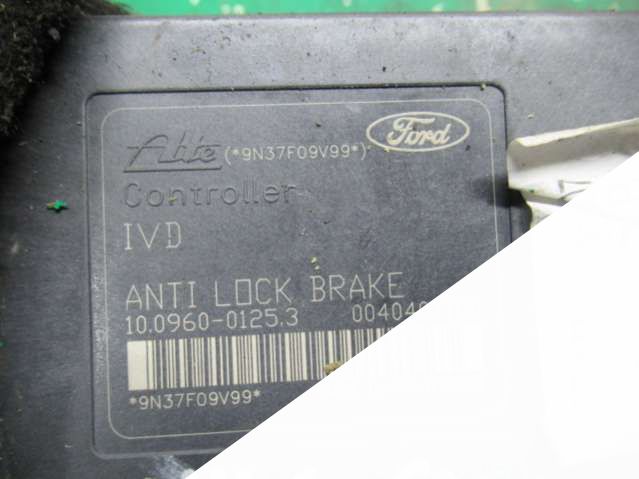 Ate (*9N37F09V99*) Ford
Controller
IVD
ANTI LOCK BRAKE
10.0960-0125.3
*9N37F09V99*